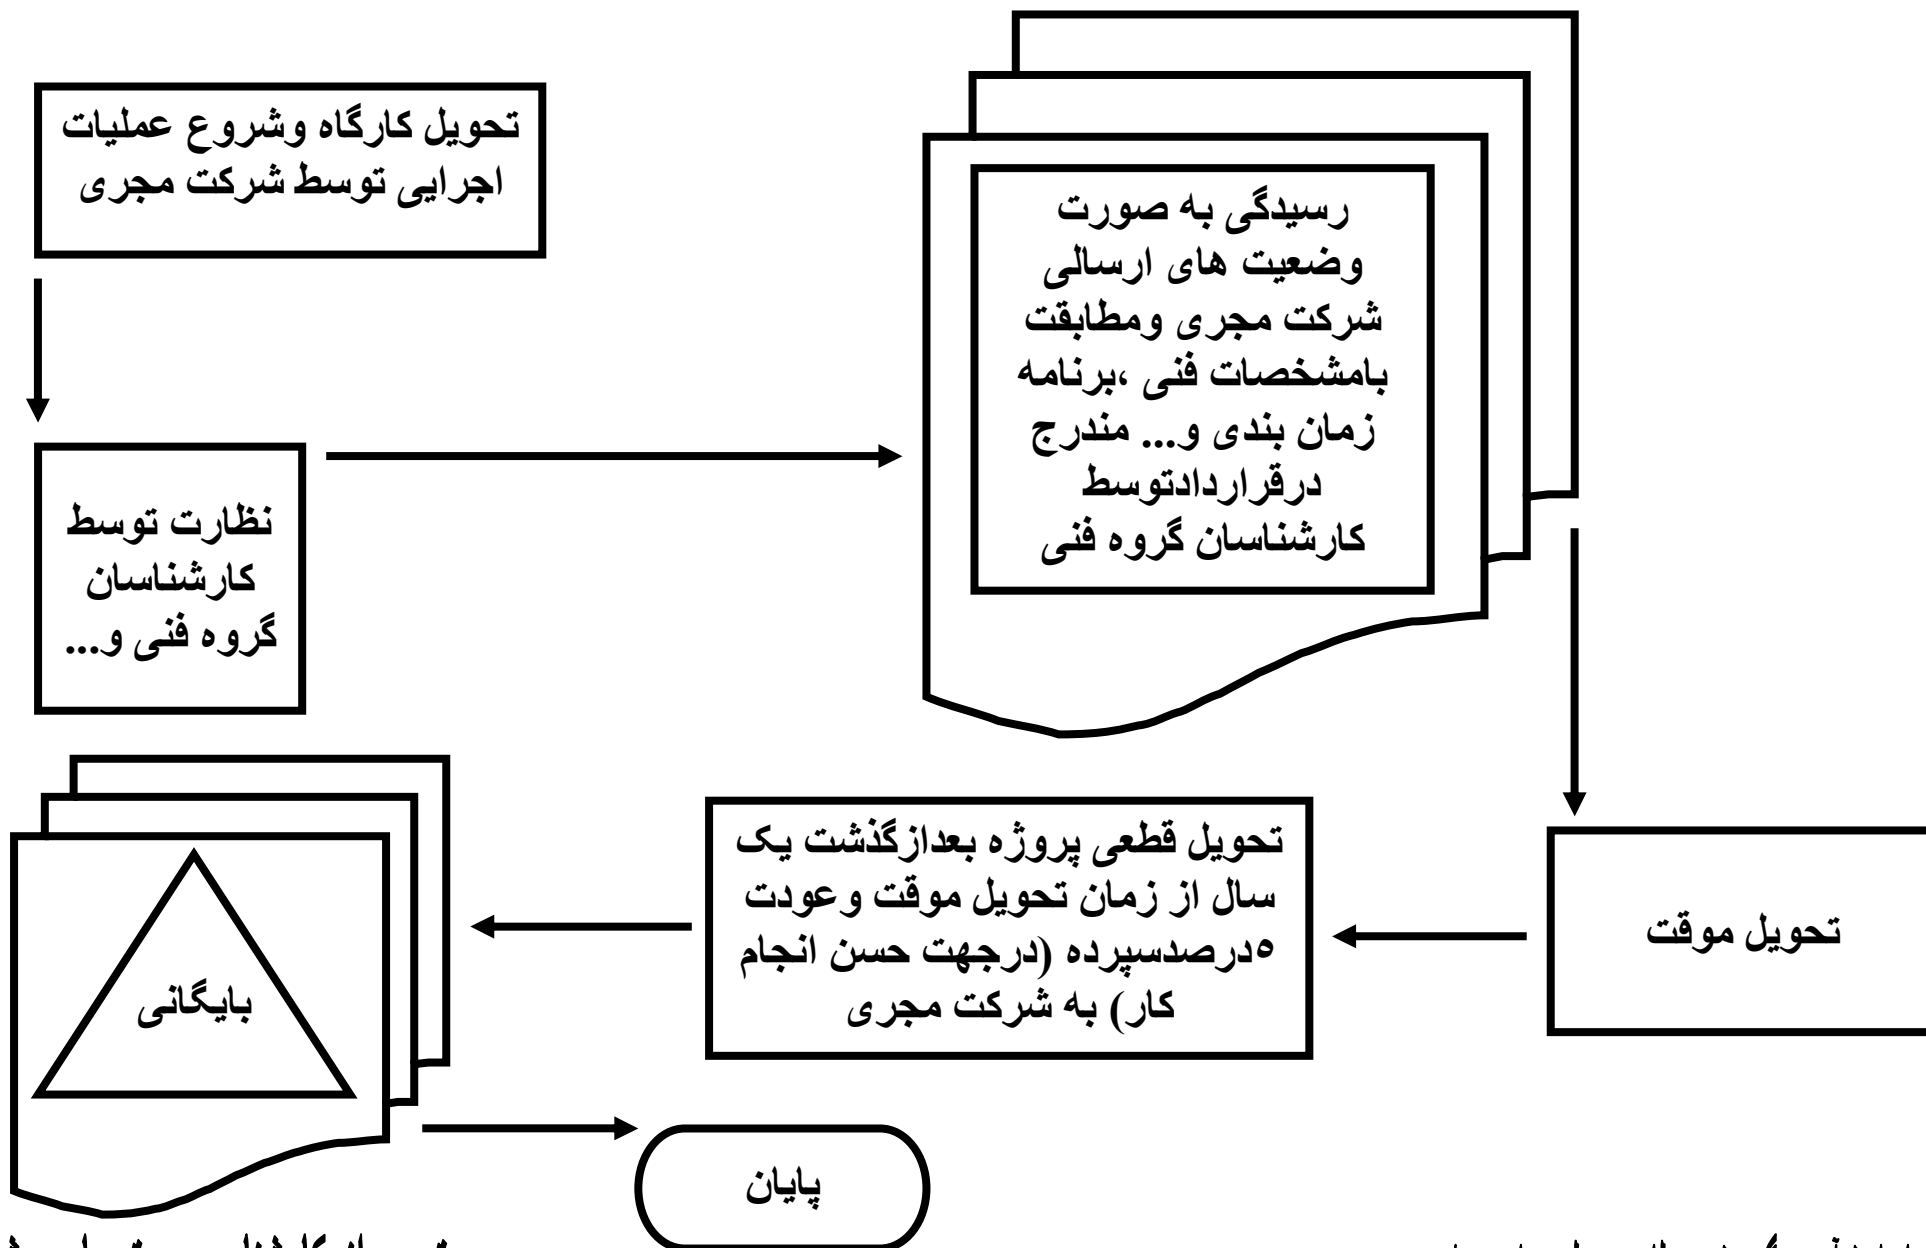 تحویل کارگاه وشروع عملیات
اجرایی توسط شرکت مجری
نظارت توسط
کارشناسان
گروه فنی و...
رسیدگی به صورت
وضعیت های ارسالی
شرکت مجری ومطابقت
بامشخصات فنی ،برنامه
زمان بندی و... مندرج
درقراردادتوسط
کارشناسان گروه فنی
تحویل موقت
تحویل قطعی پروژه بعدازگذشت یک
سال از زمان تحویل موقت وعودت
۵درصدسپرده (درجهت حسن انجام
کار) به شرکت مجری
بایگانی
پایان